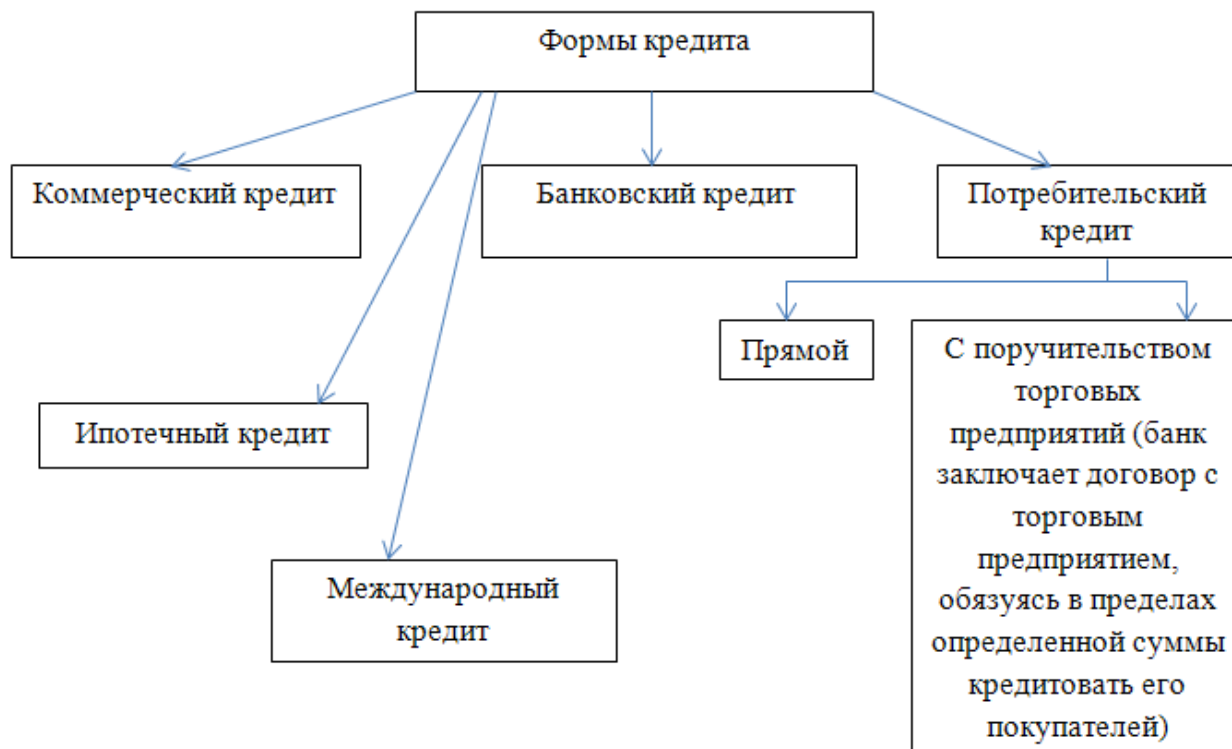 Формы кредита
Коммерческий кредит
Банковский кредит
Потребительский
кредит
Прямой
С поручительством
торговых
предприятий (банк
заключает договор с
торговым
предприятием,
обязуясь в пределах
определенной суммы
кредитовать его
покупателей)
Ипотечный кредит
Международный
кредит